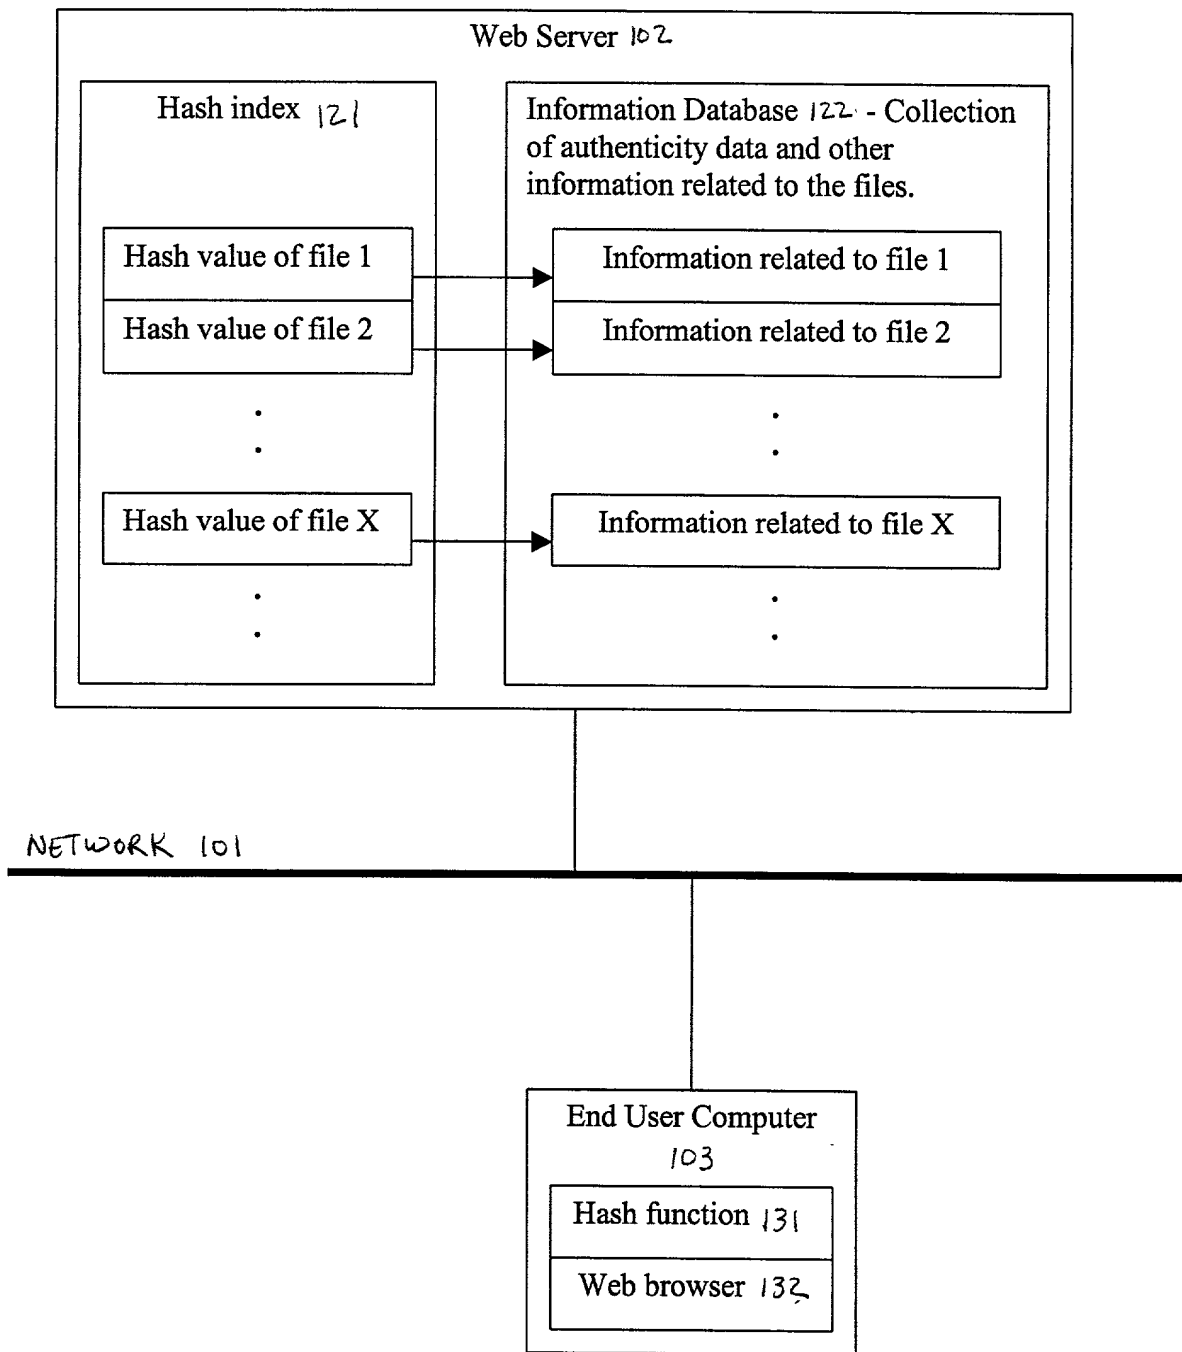 Web Server 102
Hash index 121
Information Database 122 - Collection
of authenticity data and other
information related to the files.
Hash value of file 1
Information related to file 1
Hash value of file 2
Information related to file 2
Hash value of file X
Information related to file X
NETWORK 101
End User Computer
103
Hash function 131
Web browser 132